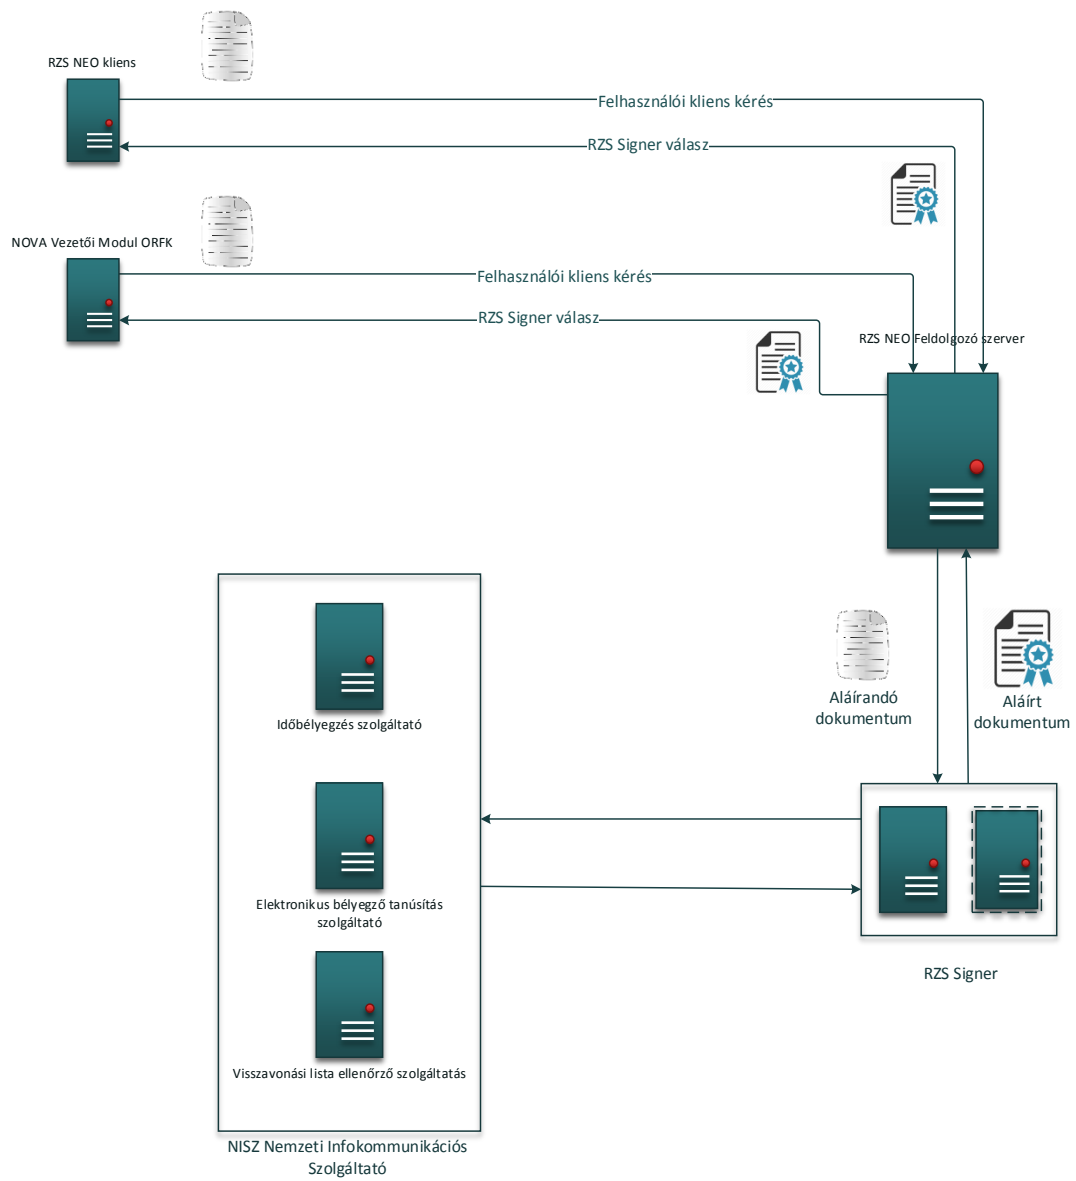 RZS NEO kliens
Felhasználói kliens kérés
RZS Signer válasz
NOVA Vezetői Modul ORFK
Felhasználói kliens kérés
RZS Signer válasz
RZS NEO Feldolgozó szerver
Aláírandó
dokumentum
Aláírt
dokumentum
Időbélyegzés szolgáltató
Elektronikus bélyegző tanúsítás
szolgáltató
RZS Signer
Visszavonási lista ellenőrző szolgáltatás
NISZ Nemzeti Infokommunikációs
Szolgáltató